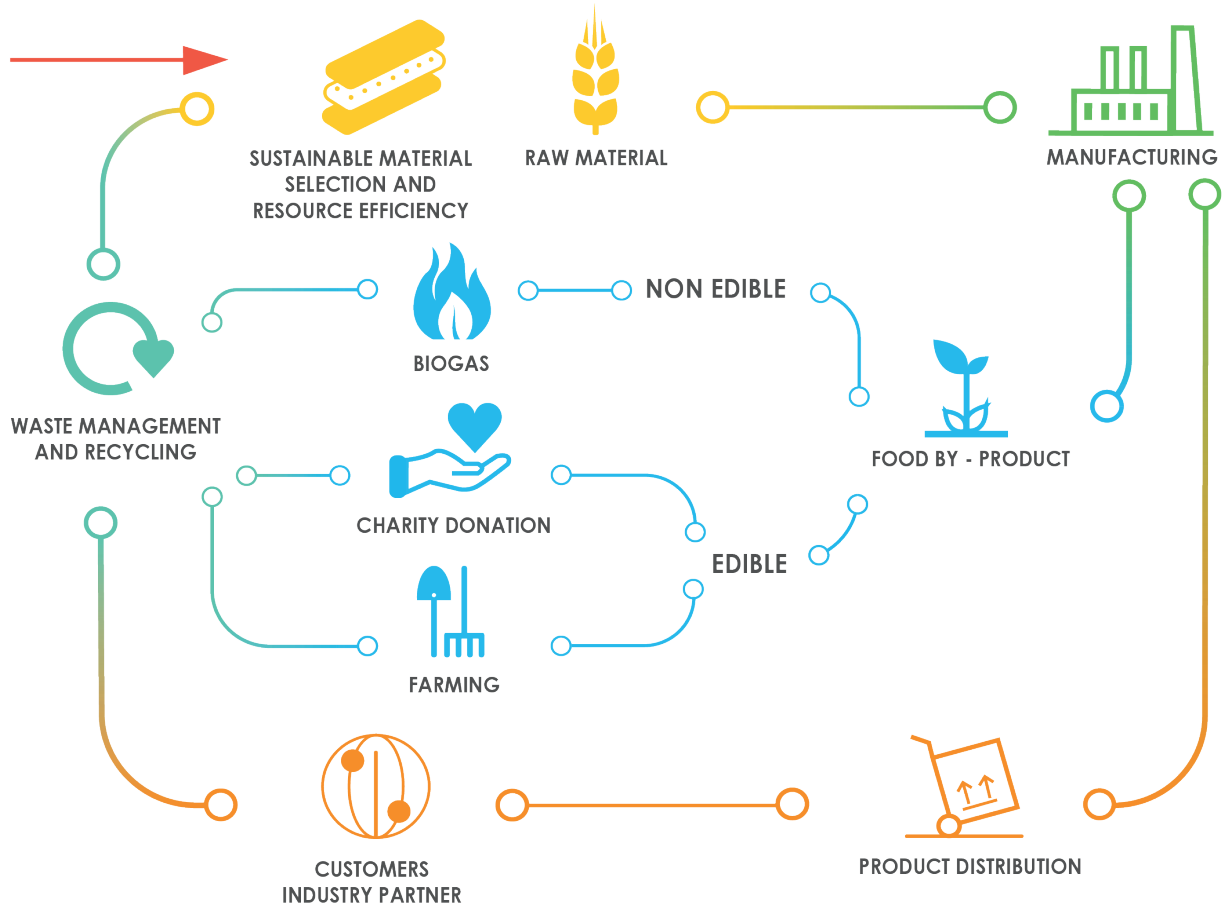 SUSTAINABLE MATERIAL
SELECTION AND
RESOURCE EFFICIENCY
RAW MATERIAL
MANUFACTURING
NON EDIBLE
BIOGAS
WASTE MANAGEMENT
AND RECYCLING
FOOD BY - PRODUCT
CHARITY DONATION
EDIBLE
FARMING
CUSTOMERS
INDUSTRY PARTNER
PRODUCT DISTRIBUTION